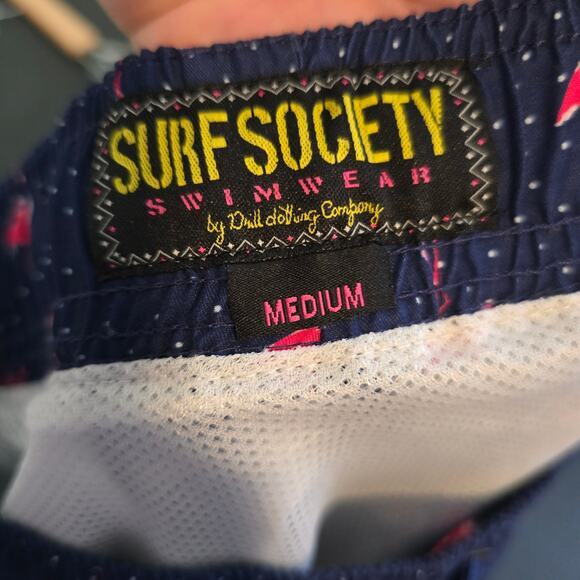 SURF SOCIETY
SWIMWEAR
by Drill clothing Company
MEDIUM